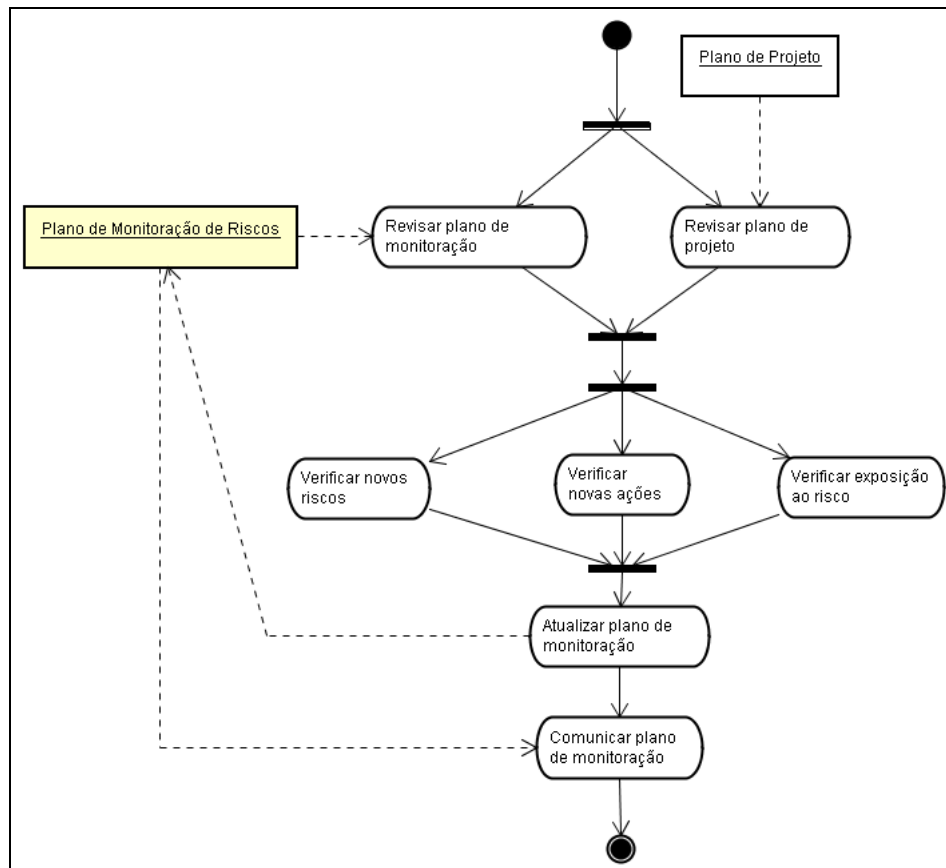 Plano de Projeto
Plano de Monitoração de Riscos
Revisar plano de
monitoração
Revisar plano de
projeto
Verificar novos
riscos
Verificar
novas ações
Verificar exposição
ao risco
Atualizar plano de
monitoração
Comunicar plano
de monitoração